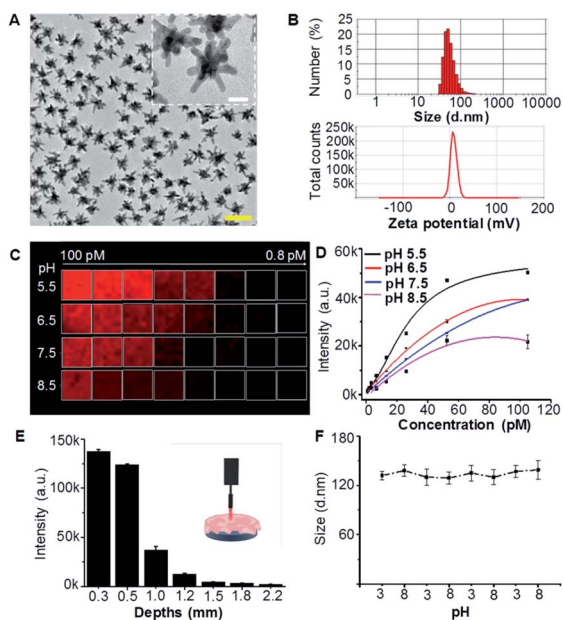 A
B
Number (%)
25
20
15
10
5
0
1 10 100 1000 10000
Size (d.nm)
Total counts
250k
200k
150k
100k
50k
-100 0 100 200
Zeta potential (mV)
C
100 pM 0.8 pM
pH
5.5
6.5
7.5
8.5
D
pH 5.5
pH 6.5
pH 7.5
pH 8.5
Intensity (a.u.)
60k
40k
20k
0
0 20 40 60 80 100 120
Concentration (pM)
E
Intensity (a.u.)
150k
100k
50k
0k
0.3 0.5 1.0 1.2 1.5 1.8 2.2
Depths (mm)
F
Size (d.nm)
180
120
60
0
3 8 3 8 3 8 3 8
pH